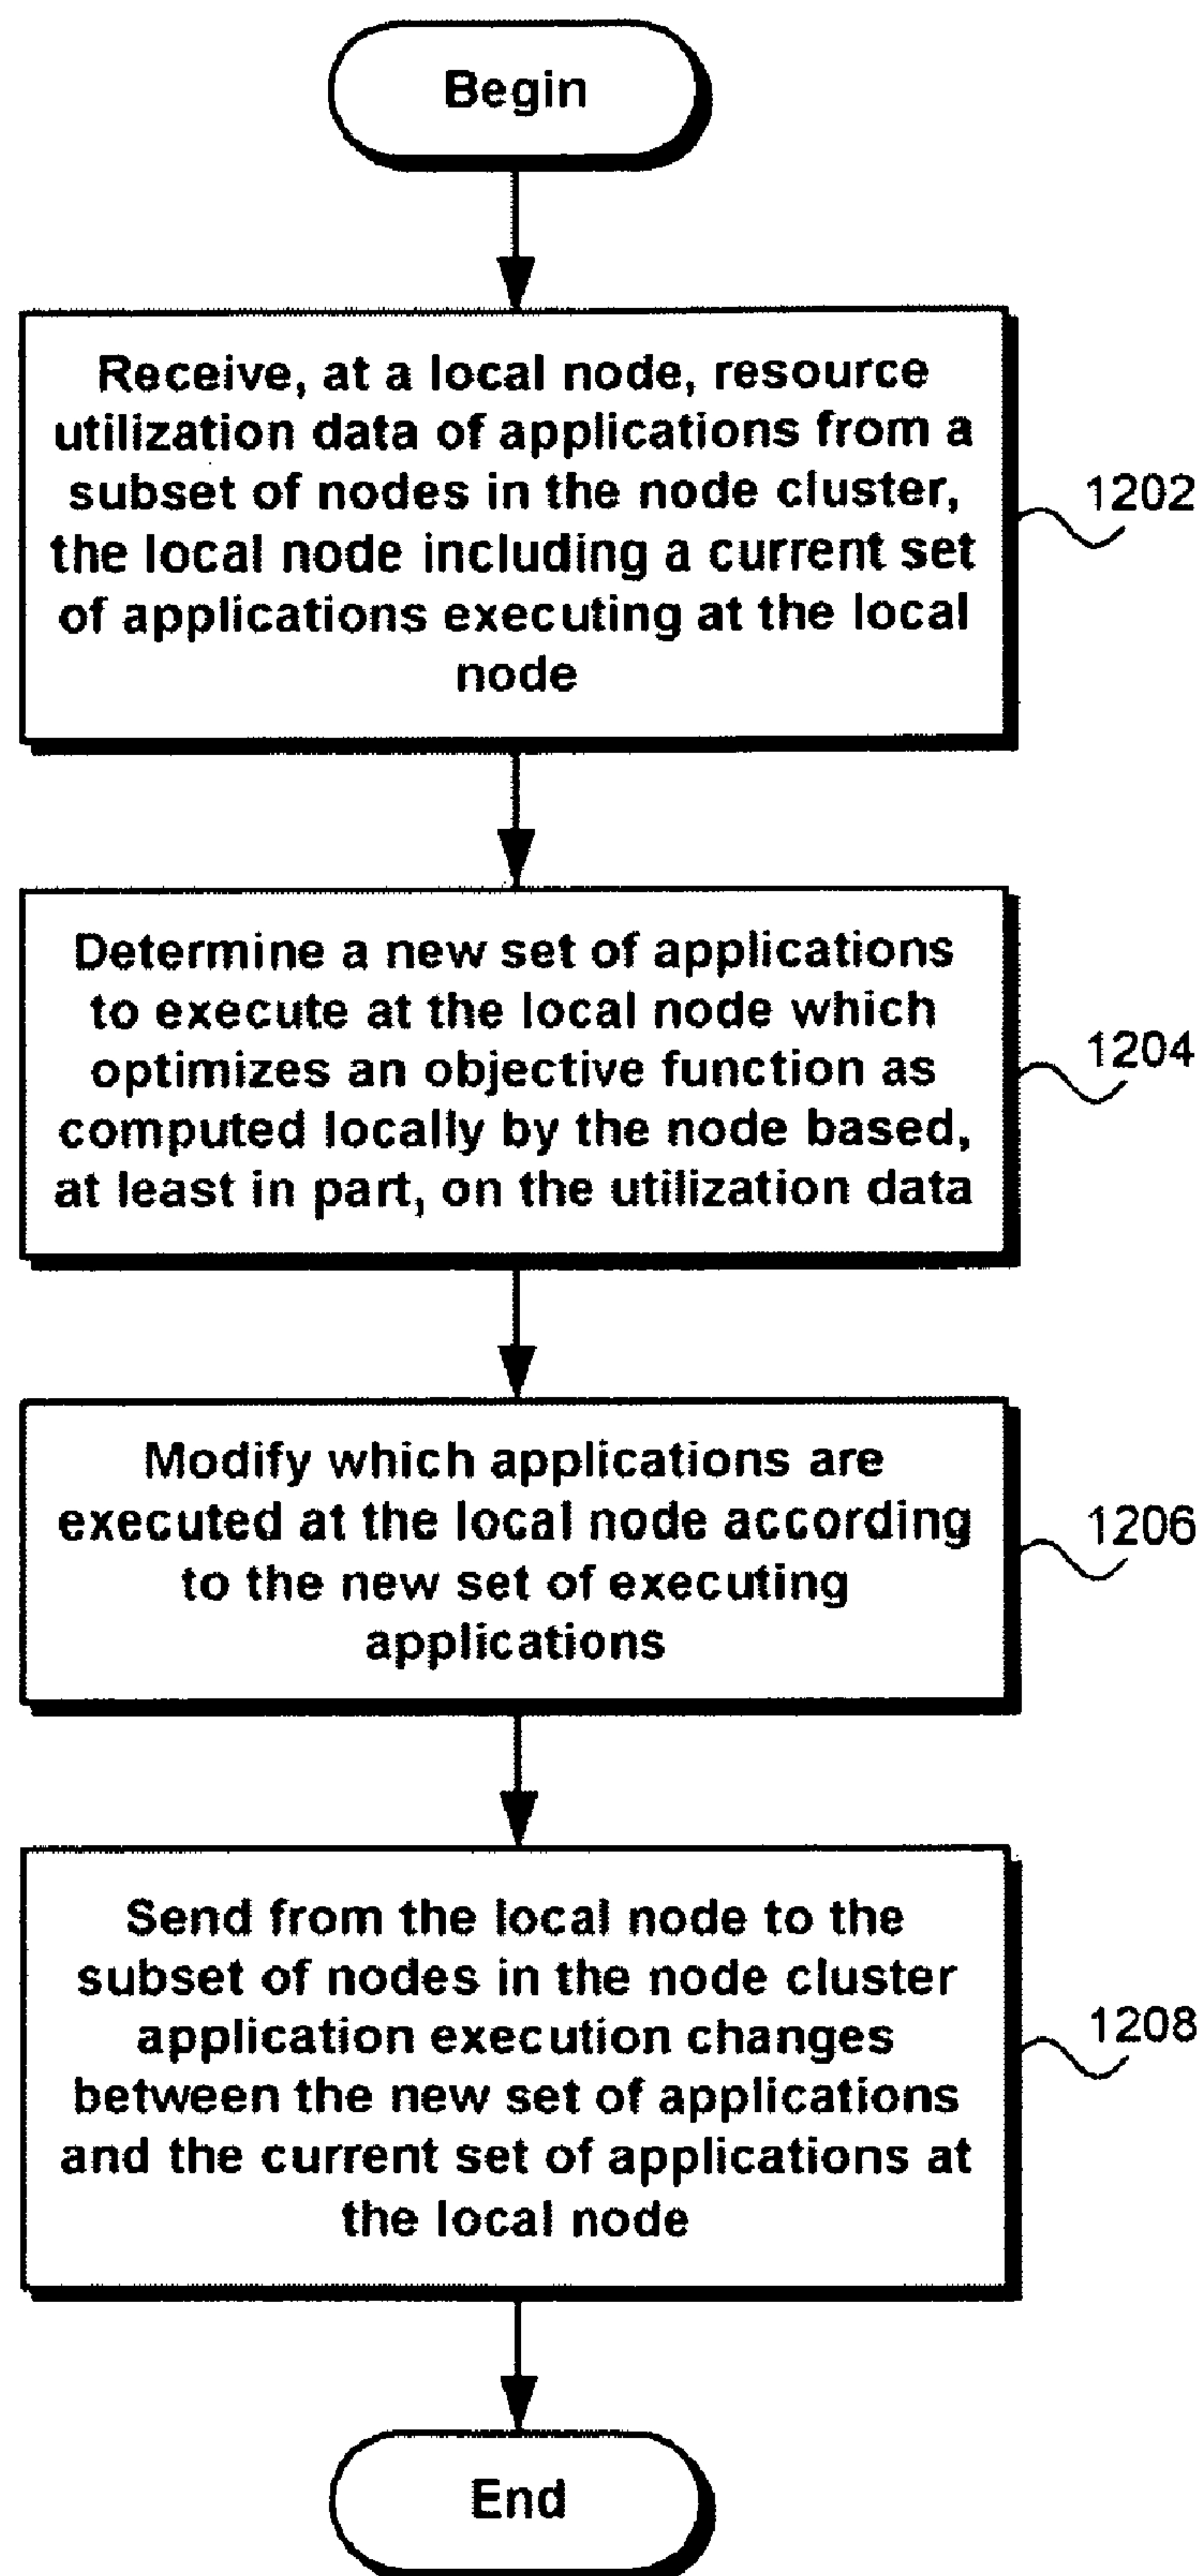 Begin
Receive, at a local node, resource
utilization data of applications from a
subset of nodes in the node cluster,
the local node including a current set
of applications executing at the local
node
1202
Determine a new set of applications
to execute at the local node which
optimizes an objective function as
computed locally by the node based,
at least in part, on the utilization data
1204
Modify which applications are
executed at the local node according
to the new set of executing
applications
1206
Send from the local node to the
subset of nodes in the node cluster
application execution changes
between the new set of applications
and the current set of applications at
the local node
1208
End